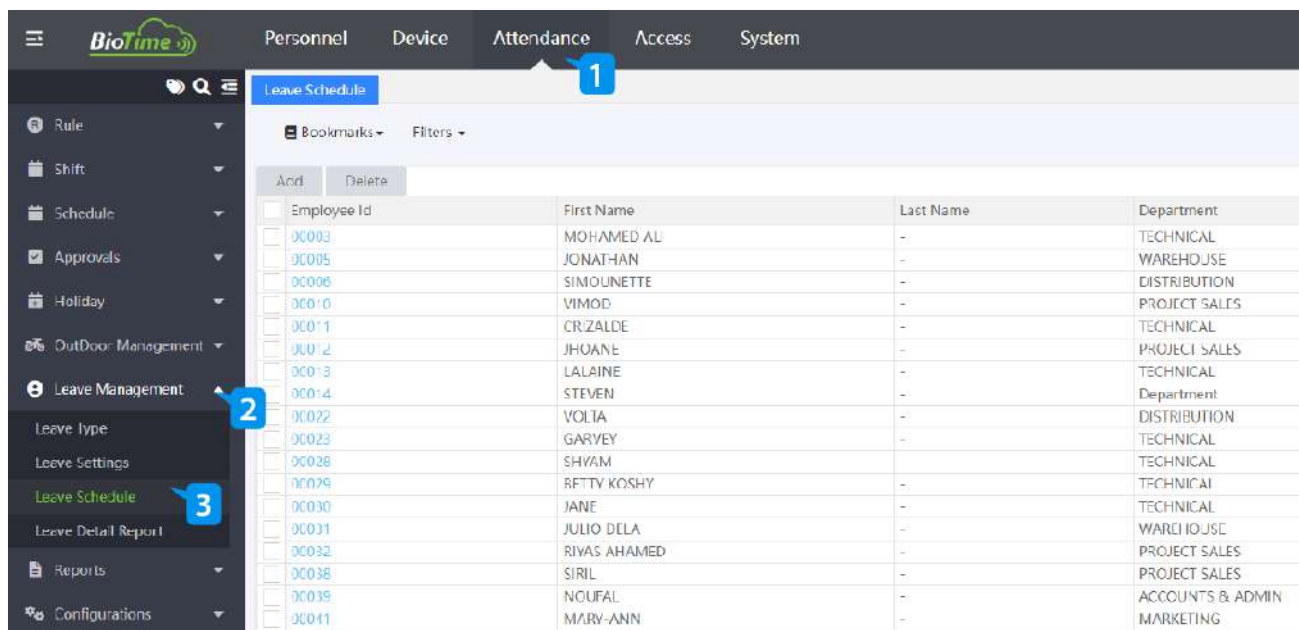 BioTime
Personnel Device Attendance Access System
1
Leave Schedule
Rule
Bookmarks Filters
Shift
Add Delete
Schedule
Employee Id First Name Last Name Department
00003 MOHAMED ALI - TECHNICAL
Approvals
00005 JONATHAN - WAREHOUSE
00006 SIMOUNETTE - DISTRIBUTION
Holiday
00010 VIMOD - PROJECT SALES
00011 CRIZALDE - TECHNICAL
OutDoor Management
00012 JHOANE - PROJECT SALES
00013 LALAINE - TECHNICAL
Leave Management
00014 STEVEN - Department
2
00022 VOLTA - DISTRIBUTION
Leave Type
00023 GARVEY - TECHNICAL
Leave Settings
00028 SHYAM TECHNICAL
00029 BETTY KOSHY - TECHNICAL
Leave Schedule
3
00030 JANE - TECHNICAL
Leave Detail Report
00031 JULIO DELA - WAREHOUSE
00032 RIYAS AHAMED - PROJECT SALES
Reports
00038 SIRIL - PROJECT SALES
00039 NOUFAL - ACCOUNTS & ADMIN
Configurations
00041 MARY-ANN - MARKETING